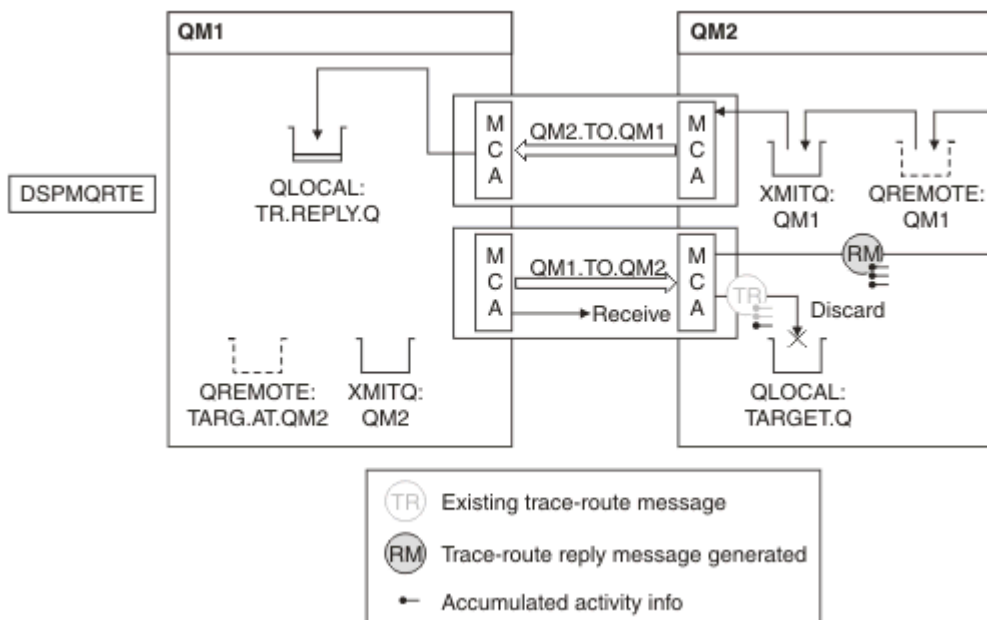 QM1
QM2
DSPMQRTE
QLOCAL:
TR.REPLY.Q
M
C
A
QM2.TO.QM1
M
C
A
XMITQ:
QM1
QREMOTE:
QM1
M
C
A
QM1.TO.QM2
Receive
M
C
A
RM
TR
Discard
QREMOTE:
TARG.AT.QM2
XMITQ:
QM2
QLOCAL:
TARGET.Q
TR Existing trace-route message
RM Trace-route reply message generated
Accumulated activity info